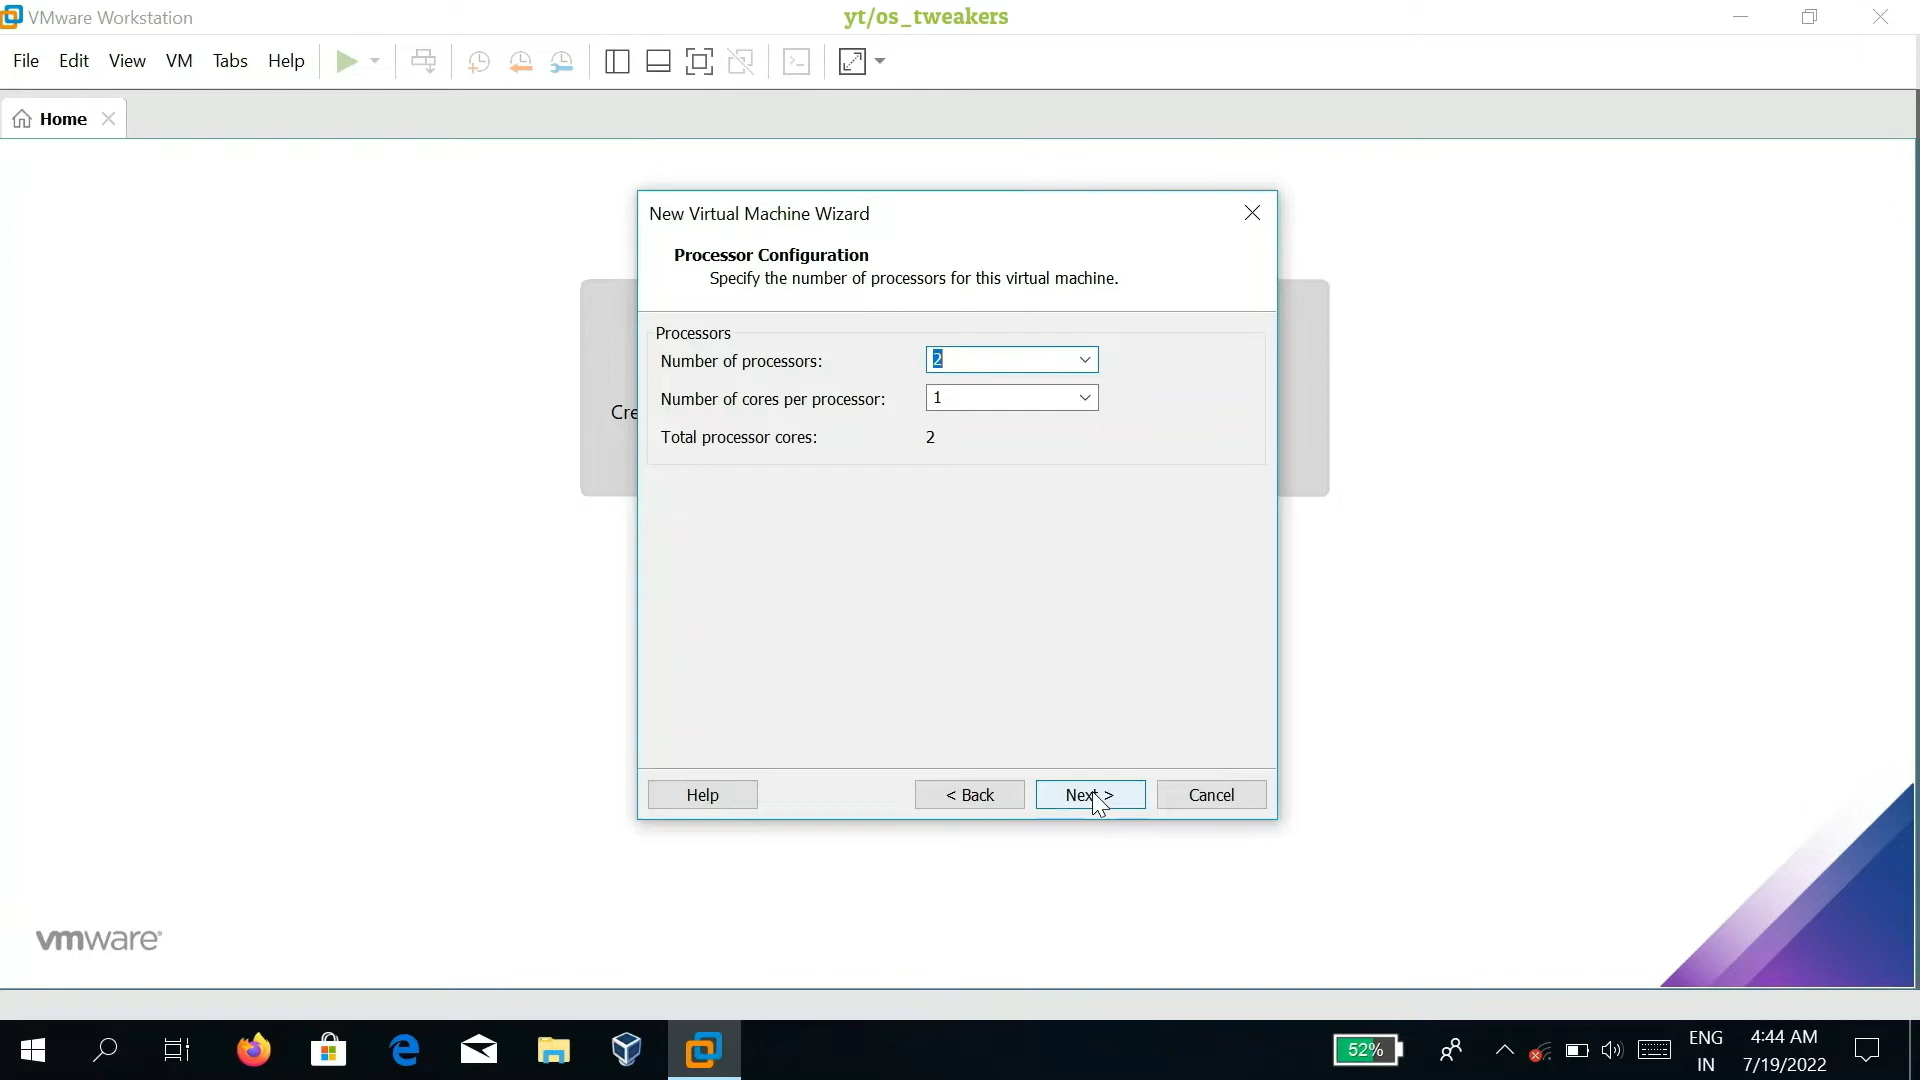 VMware Workstation
yt/os_tweakers
File Edit View VM Tabs Help
Home
New Virtual Machine Wizard
Processor Configuration
Specify the number of processors for this virtual machine.
Processors
Number of processors: 2
Number of cores per processor: 1
Total processor cores: 2
Cre
Help < Back Next > Cancel
vmware
52%
ENG
IN
4:44 AM
7/19/2022